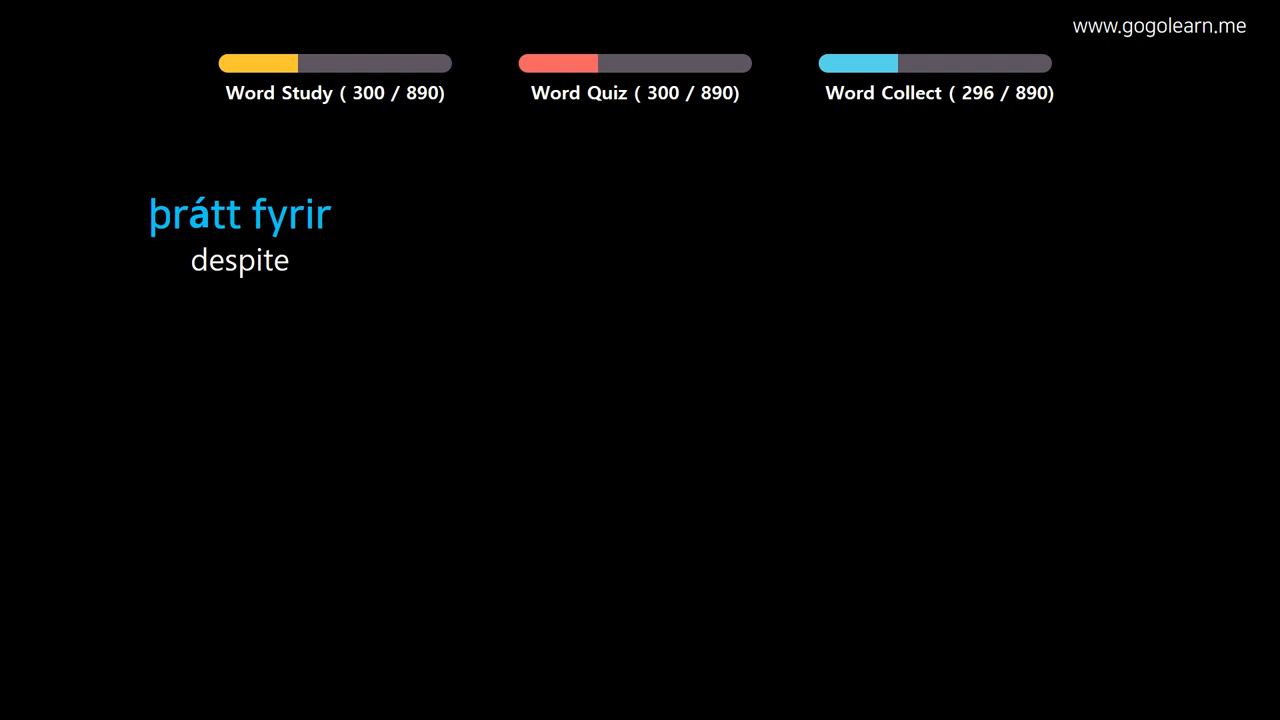 www.gogolearn.me
Word Study ( 300 / 890)
Word Quiz ( 300 / 890)
Word Collect ( 296 / 890)
þrátt fyrir
despite